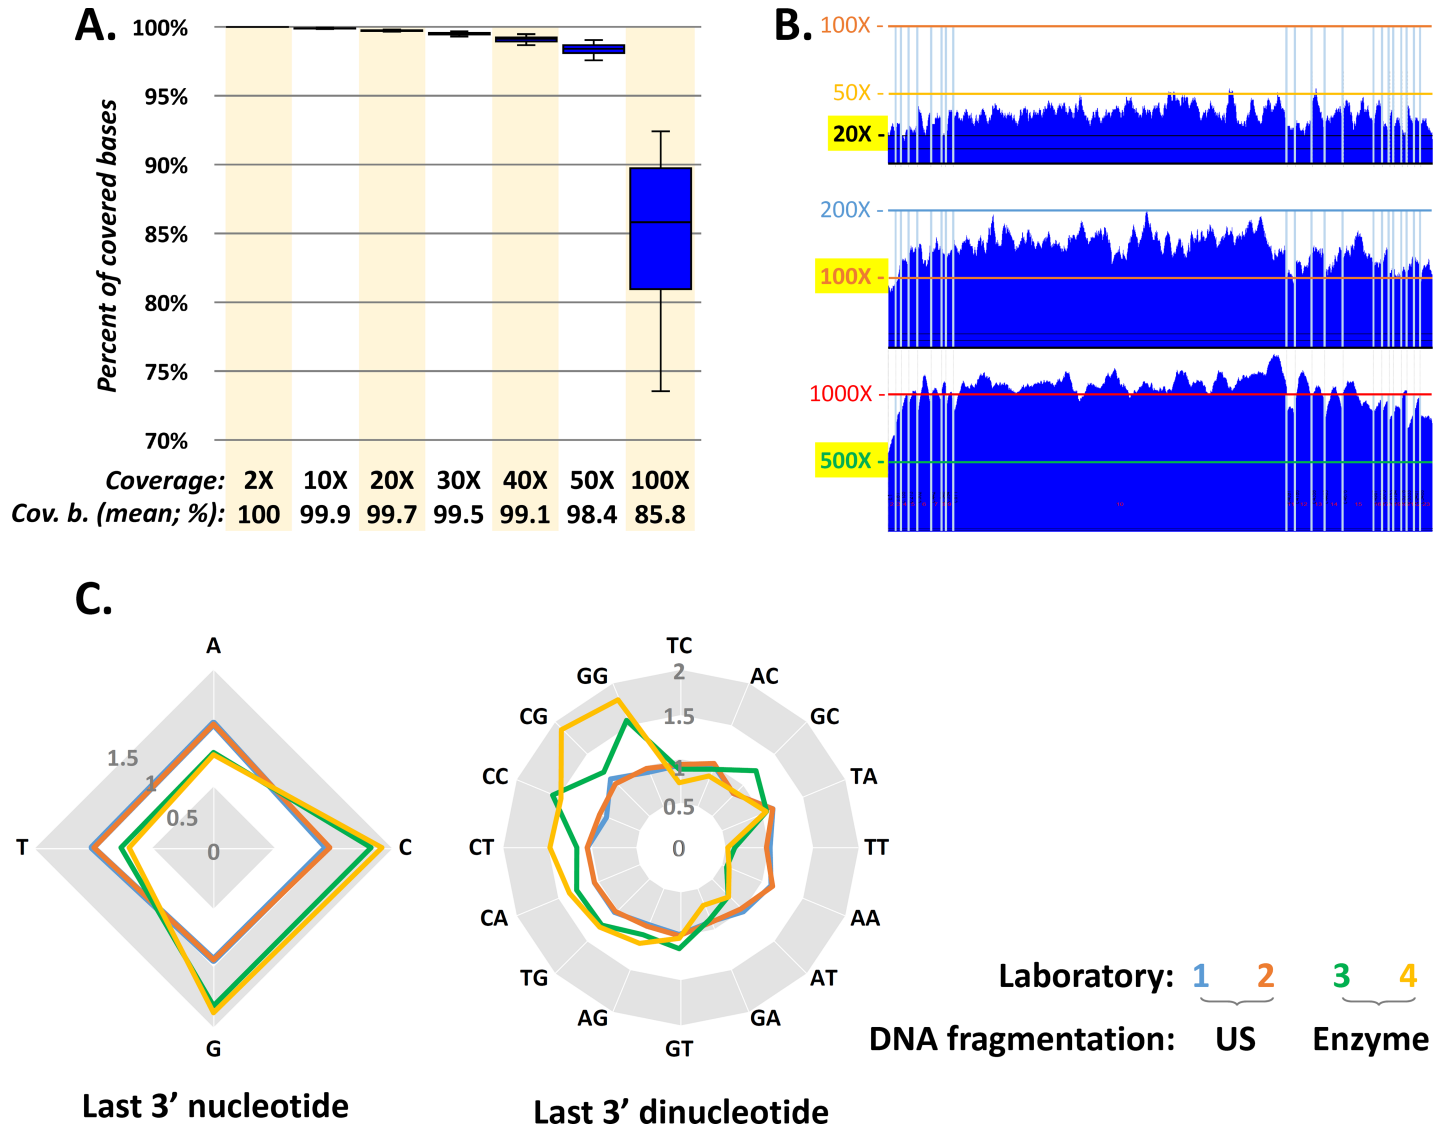 A.
100%
95%
90%
85%
80%
75%
70%
Percent of covered bases
Coverage: 2X 10X 20X 30X 40X 50X 100X
Cov. b. (mean; %): 100 99.9 99.7 99.5 99.1 98.4 85.8
B.
100X -
50X -
20X -
200X -
100X -
1000X -
500X -
C.
A
1.5
1
0.5
0
T
C
G
Last 3’ nucleotide
TC
GG
2
AC
CG
1.5
GC
CC
1
TA
0.5
CT
0
TT
CA
AA
TG
AT
AG
GA
GT
Last 3’ dinucleotide
Laboratory: 1 2 3 4
DNA fragmentation: US Enzyme